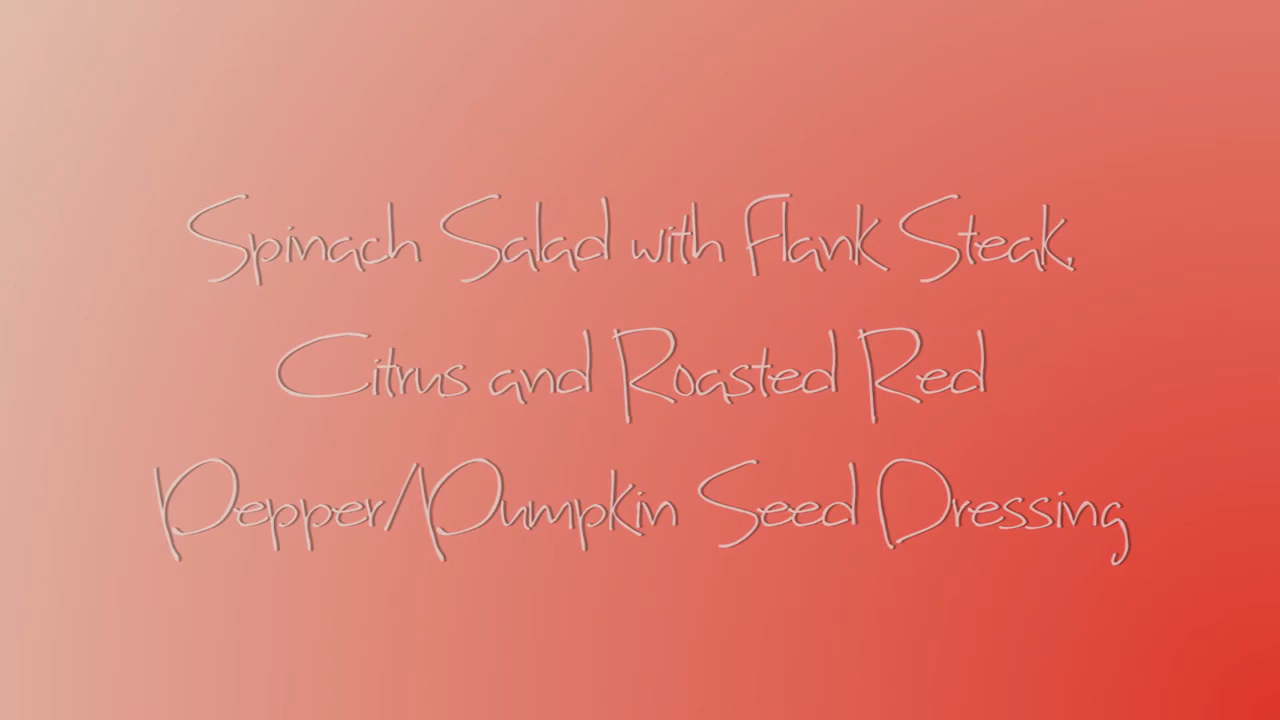 Spinach Salad with Flank Steak,
Citrus and Roasted Red
Pepper/Pumpkin Seed Dressing